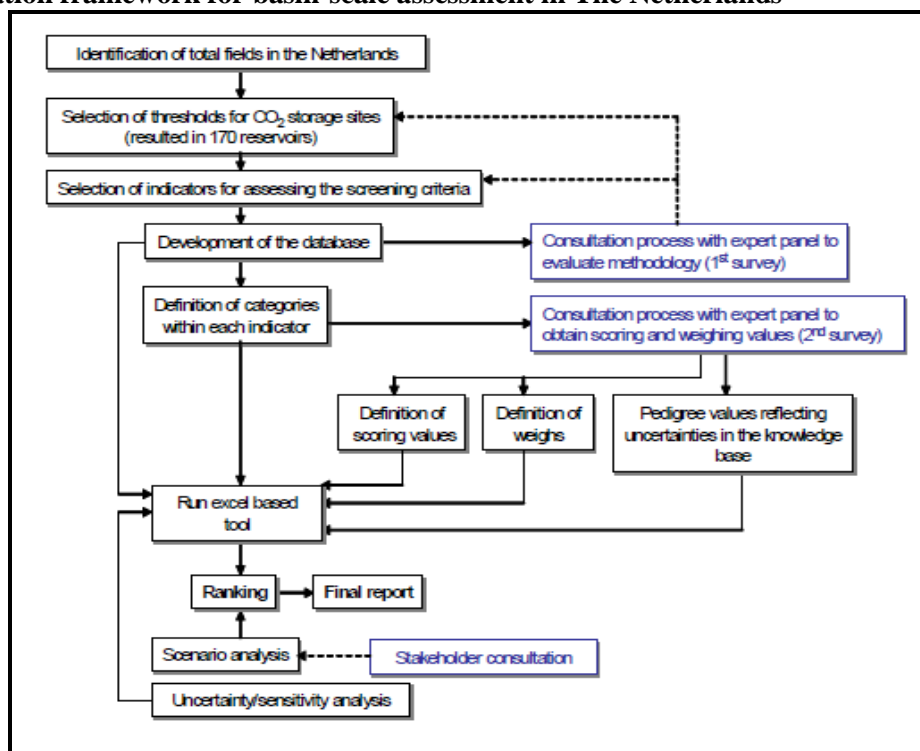 ation framework for basin-scale assessment in The Netherlands
Identification of total fields in the Netherlands
Selection of thresholds for CO2 storage sites
(resulted in 170 reservoirs)
Selection of indicators for assessing the screening criteria
Development of the database
Consultation process with expert panel to
evaluate methodology (1st survey)
Definition of categories
within each indicator
Consultation process with expert panel to
obtain scoring and weighing values (2nd survey)
Definition of
scoring values
Definition of
weighs
Pedigree values reflecting
uncertainties in the knowledge
base
Run excel based
tool
Ranking
Final report
Scenario analysis
Stakeholder consultation
Uncertainty/sensitivity analysis